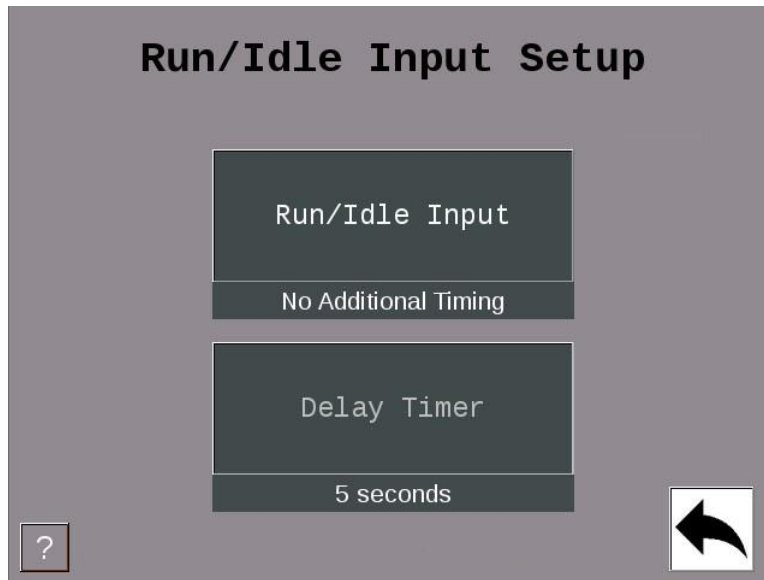 Run/Idle Input Setup
Run/Idle Input
No Additional Timing
Delay Timer
5 seconds
?